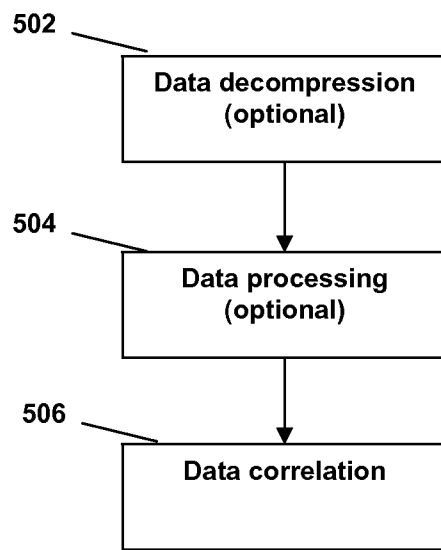 502
Data decompression
(optional)
504
Data processing
(optional)
506
Data correlation